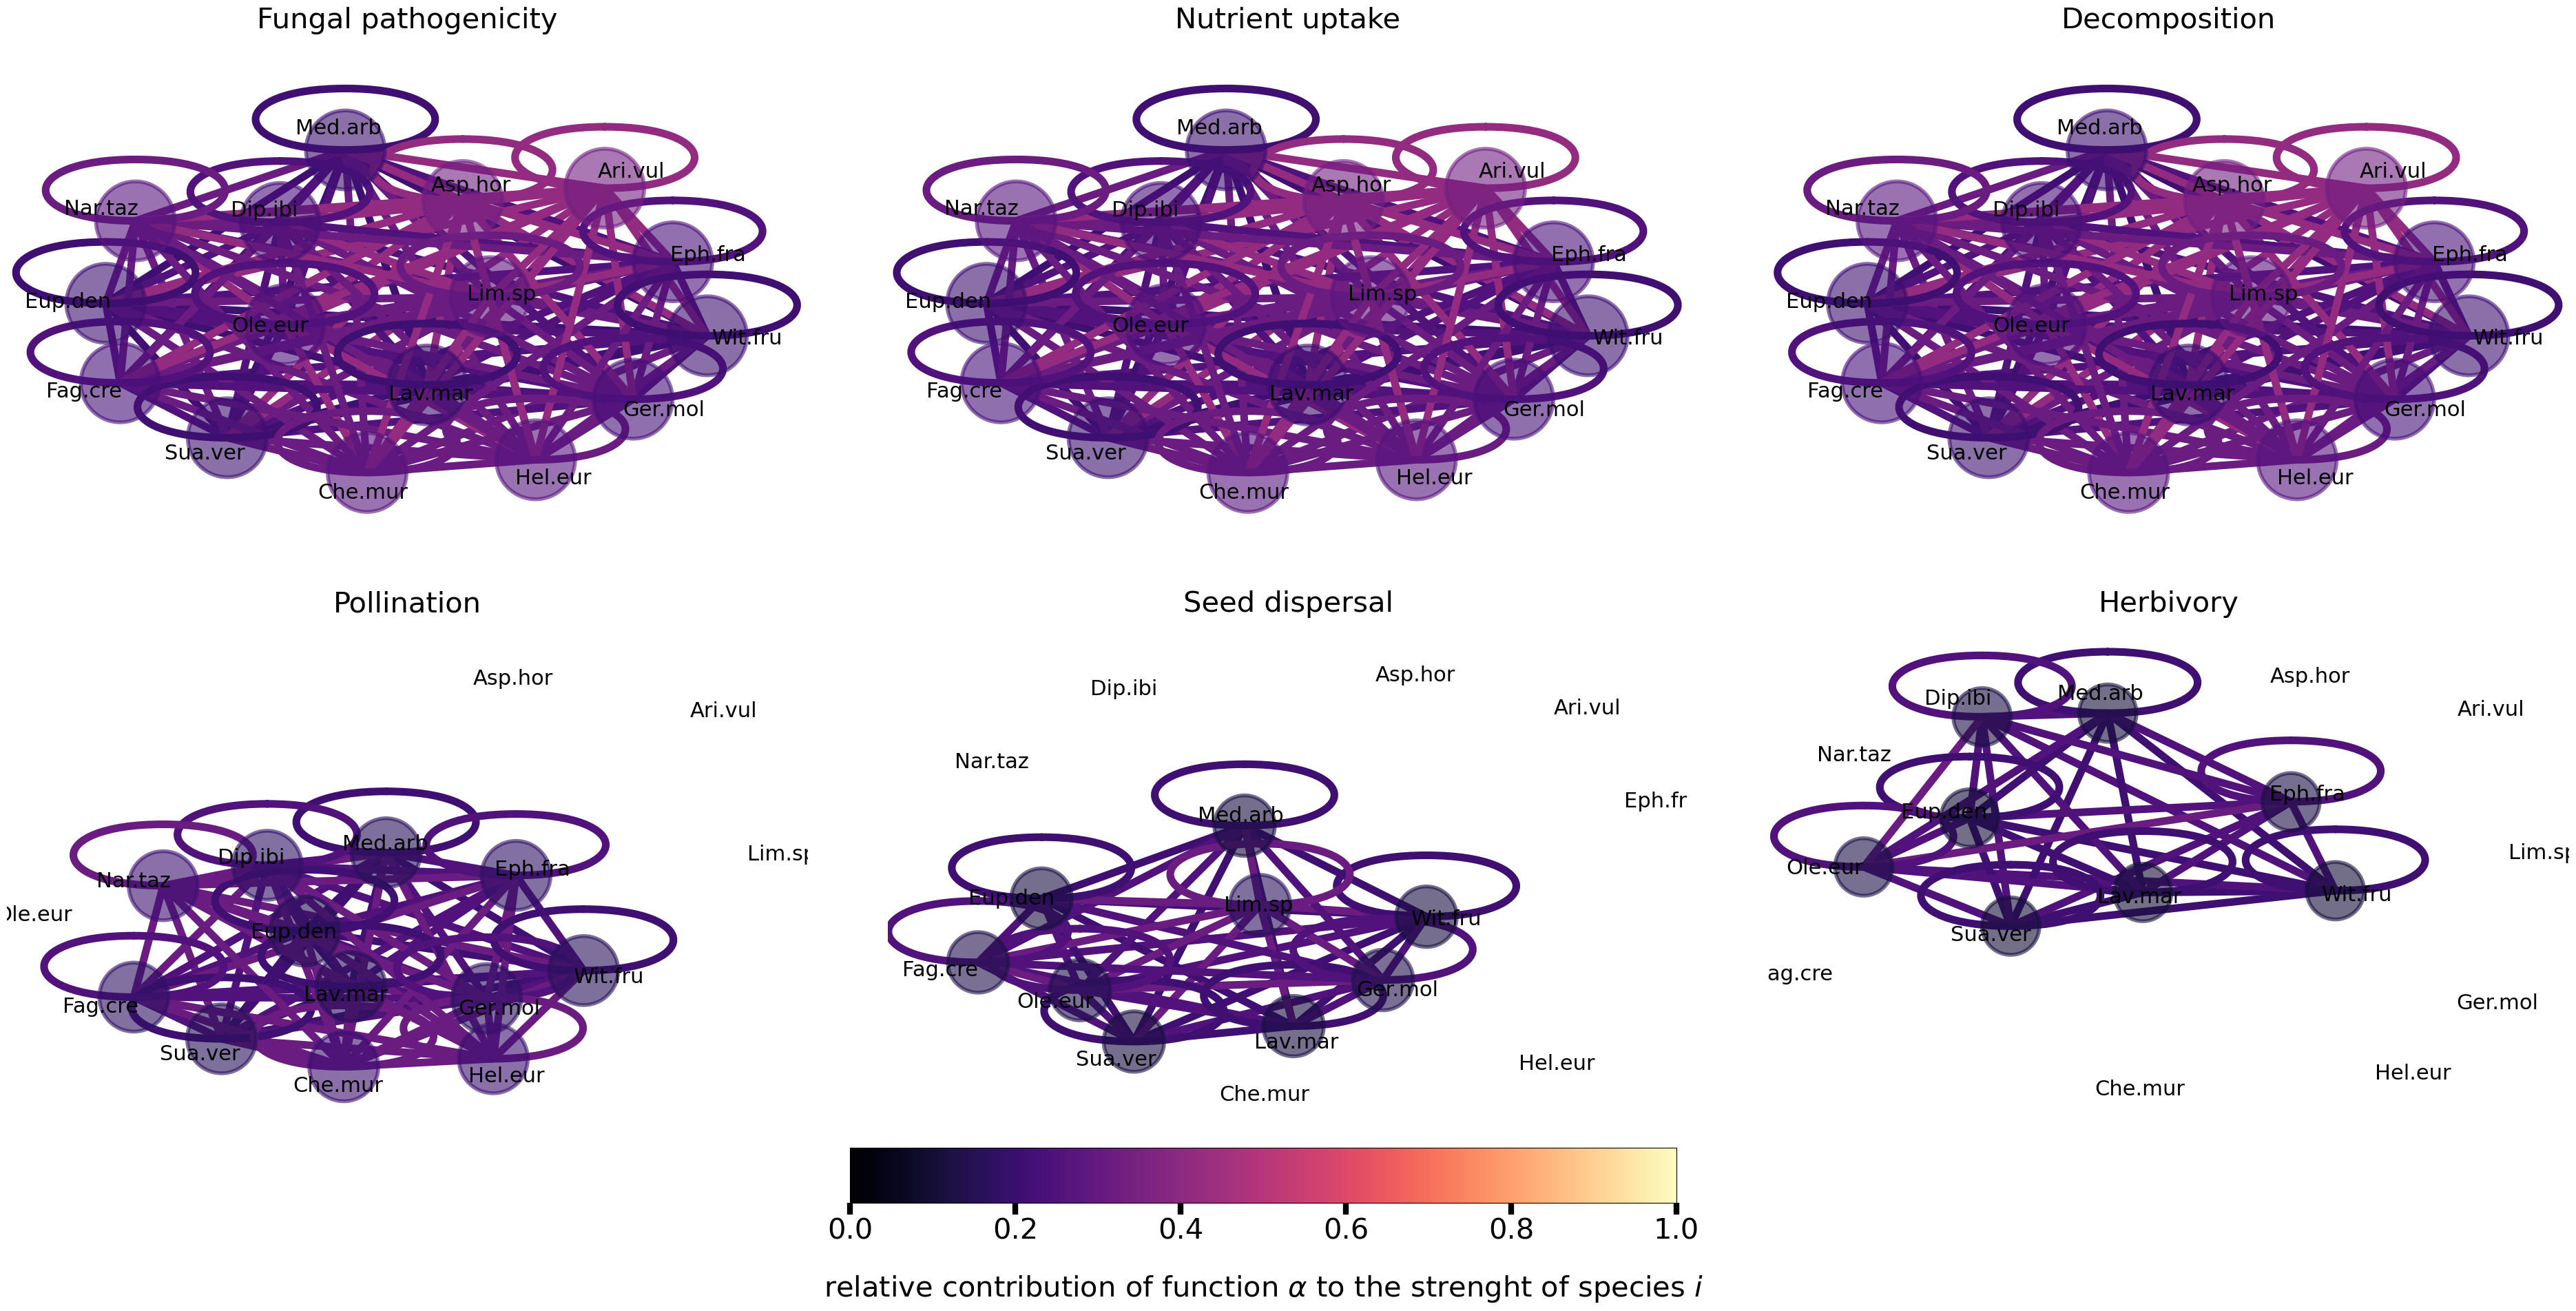 Fungal pathogenicity
Nutrient uptake
Decomposition
Med.arb
Asp.hor
Ari.vul
Nar.taz
Dip.ibi
Eph.fra
Eup.den
Lim.sp
Ole.eur
Wit.fru
Fag.cre
Lav.mar
Ger.mol
Sua.ver
Che.mur
Hel.eur
Med.arb
Asp.hor
Ari.vul
Nar.taz
Dip.ibi
Eph.fra
Eup.den
Lim.sp
Ole.eur
Wit.fru
Fag.cre
Lav.mar
Ger.mol
Sua.ver
Che.mur
Hel.eur
Med.arb
Asp.hor
Ari.vul
Nar.taz
Dip.ibi
Eph.fra
Eup.den
Lim.sp
Ole.eur
Wit.fru
Fag.cre
Lav.mar
Ger.mol
Sua.ver
Che.mur
Hel.eur
Pollination
Seed dispersal
Herbivory
Asp.hor
Ari.vul
Med.arb
Dip.ibi
Lim.sp
Eph.fra
Nar.taz
Ole.eur
Eup.den
Wit.fru
Lav.mar
Fag.cre
Ger.mol
Sua.ver
Hel.eur
Che.mur
Asp.hor
Dip.ibi
Ari.vul
Nar.taz
Eph.fr
Med.arb
Eup.den
Lim.sp
Wit.fru
Fag.cre
Ger.mol
Ole.eur
Lav.mar
Sua.ver
Hel.eur
Che.mur
Asp.hor
Med.arb
Dip.ibi
Ari.vul
Nar.taz
Eph.fra
Eup.den
Lim.sp
Ole.eur
Wit.fru
Lav.mar
Sua.ver
ag.cre
Ger.mol
Hel.eur
Che.mur
0.0 0.2 0.4 0.6 0.8 1.0
relative contribution of function α to the strenght of species i